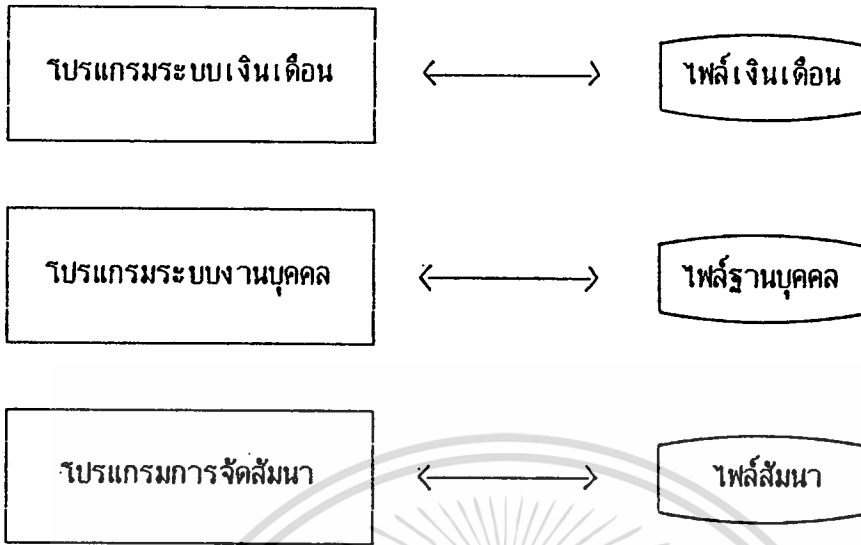 โปรแกรมระบบเงินเดือน
ไฟล์เงินเดือน
โปรแกรมระบบงานบุคคล
ไฟล์ฐานบุคคล
โปรแกรมการจัดสัมนา
ไฟล์สัมนา